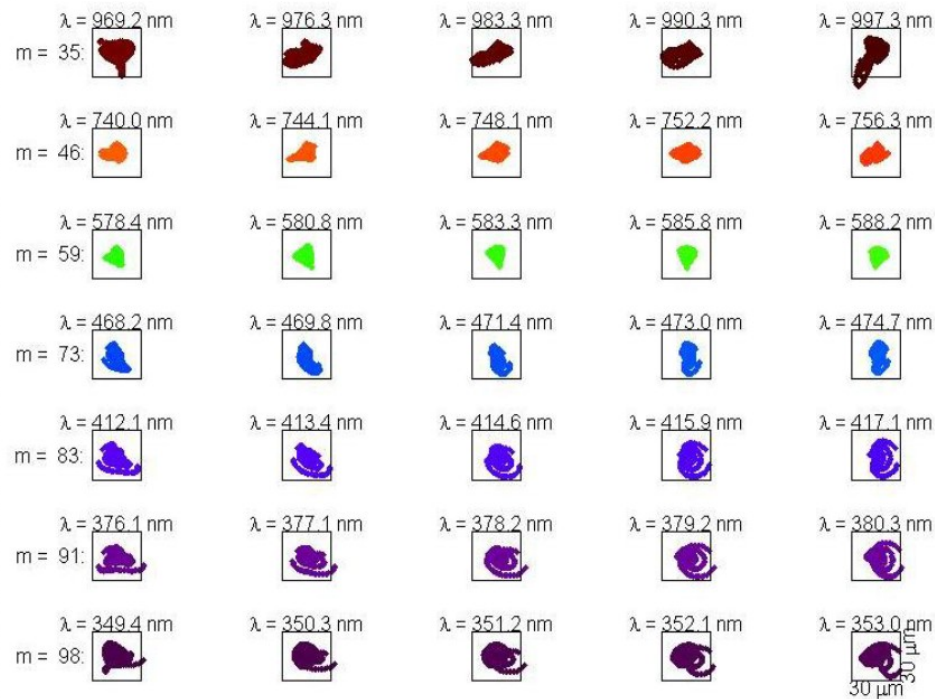 λ = 969.2 nm λ = 976.3 nm λ = 983.3 nm λ = 990.3 nm λ = 997.3 nm
m = 35:
λ = 740.0 nm λ = 744.1 nm λ = 748.1 nm λ = 752.2 nm λ = 756.3 nm
m = 46:
λ = 578.4 nm λ = 580.8 nm λ = 583.3 nm λ = 585.8 nm λ = 588.2 nm
m = 59:
λ = 468.2 nm λ = 469.8 nm λ = 471.4 nm λ = 473.0 nm λ = 474.7 nm
m = 73:
λ = 412.1 nm λ = 413.4 nm λ = 414.6 nm λ = 415.9 nm λ = 417.1 nm
m = 83:
λ = 376.1 nm λ = 377.1 nm λ = 378.2 nm λ = 379.2 nm λ = 380.3 nm
m = 91:
λ = 349.4 nm λ = 350.3 nm λ = 351.2 nm λ = 352.1 nm λ = 353.0 nm
m = 98:
30 μm
30 μm